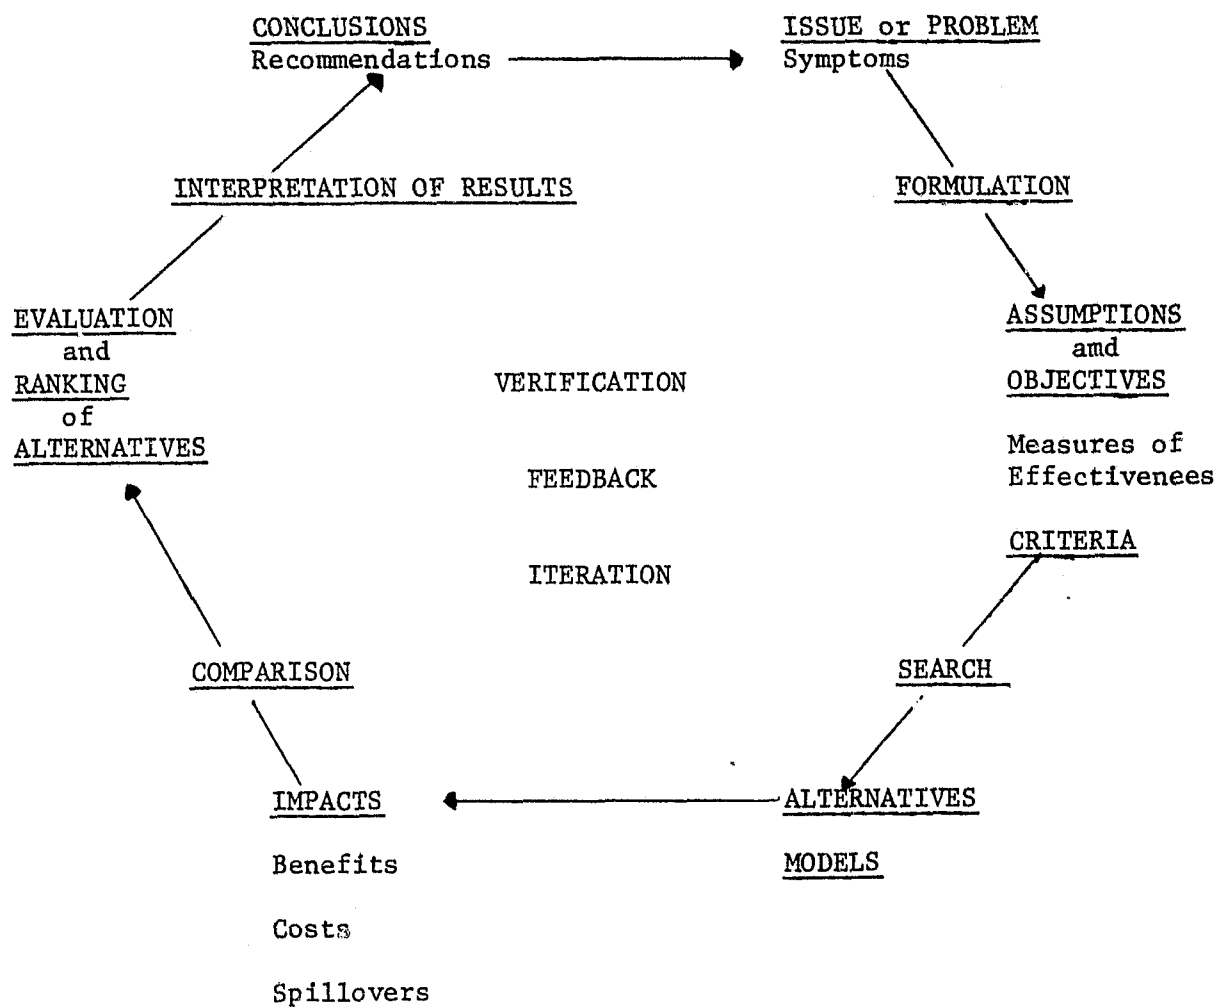 CONCLUSIONS
Recommendations
ISSUE or PROBLEM
Symptoms
INTERPRETATION OF RESULTS
FORMULATION
EVALUATION
and
RANKING
of
ALTERNATIVES
VERIFICATION
FEEDBACK
ITERATION
ASSUMPTIONS
amd
OBJECTIVES
Measures of
Effectivenees
CRITERIA
COMPARISON
SEARCH
IMPACTS
Benefits
Costs
Spillovers
ALTERNATIVES
MODELS